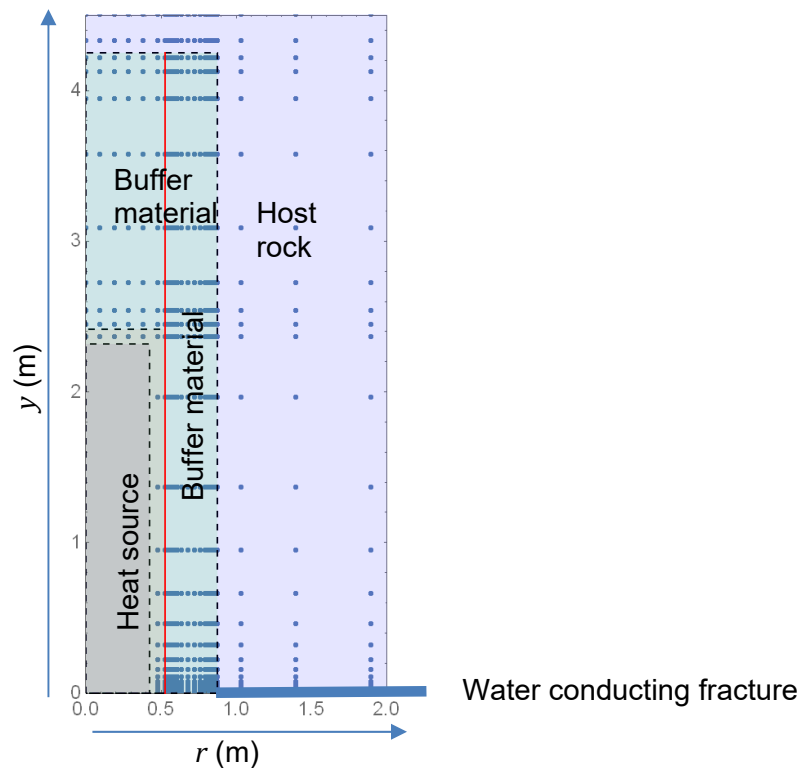 4
Buffer
material
Host
rock
3
y (m)
2
Buffer material
Heat source
1
0
0.0 0.5 1.0 1.5 2.0
Water conducting fracture
r (m)